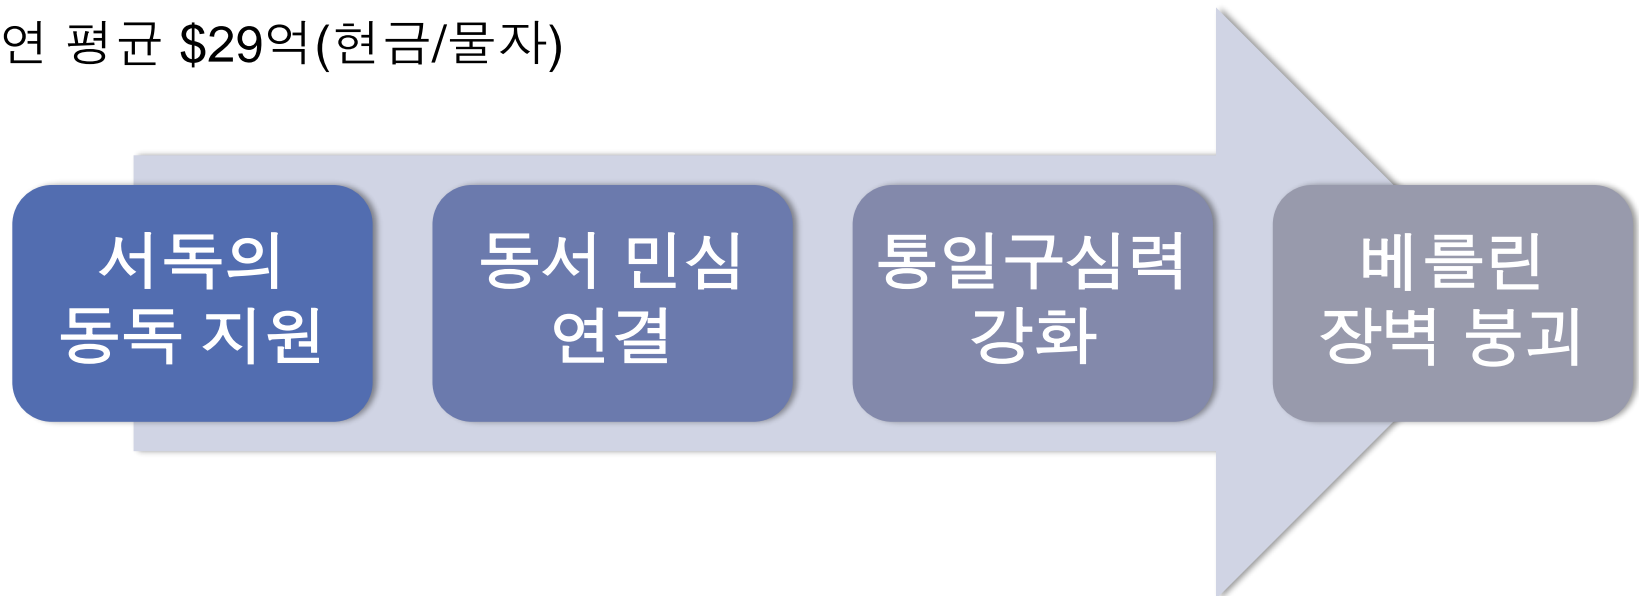 연 평균 $29억(현금/물자)
서독의
동독 지원
동서 민심
연결
통일구심력
강화
베를린
장벽 붕괴